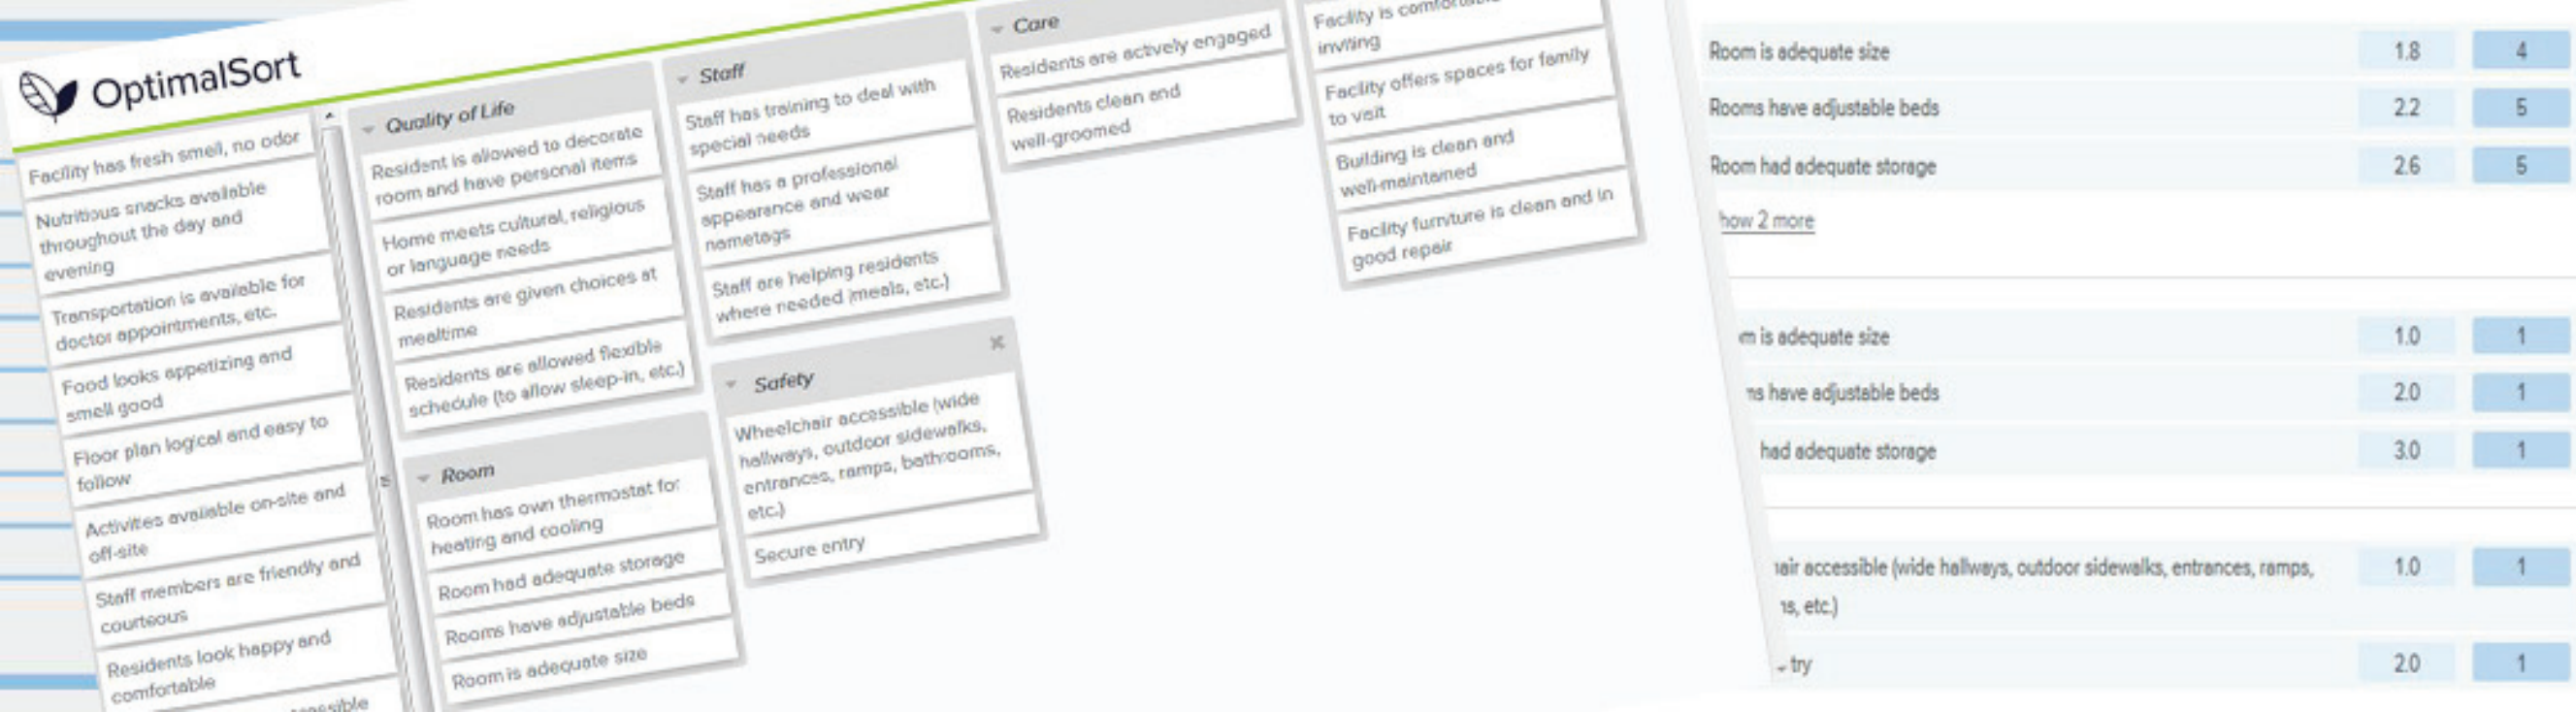 OptimalSort
Facility has fresh smell, no odor
Nutritious snacks available
throughout the day and
evening
Transportation is available for
doctor appointments, etc.
Food looks appetizing and
smell good
Floor plan logical and easy to
follow
Activities available on-site and
off-site
Staff members are friendly and
courteous
Residents look happy and
comfortable
Quality of Life
Resident is allowed to decorate
room and have personal items
Home meets cultural, religious
or language needs
Residents are given choices at
mealtime
Residents are allowed flexible
schedule (to allow sleep-in, etc.)
Room
Room has own thermostat for
heating and cooling
Room had adequate storage
Rooms have adjustable beds
Room is adequate size
Staff
Staff has training to deal with
special needs
Staff has a professional
appearance and wear
nametags
Staff are helping residents
where needed (meals, etc.)
Safety
Wheelchair accessible (wide
hallways, outdoor sidewalks,
entrances, ramps, bathrooms,
etc.)
Secure entry
Care
Residents are actively engaged
Residents clean and
well-groomed
Facility is
inviting
Facility offers spaces for family
to visit
Building is clean and
well-maintained
Facility furniture is clean and in
good repair
Room is adequate size 1.8 4
Rooms have adjustable beds 2.2 5
Room had adequate storage 2.6 5
how 2 more
m is adequate size 1.0 1
ns have adjustable beds 2.0 1
had adequate storage 3.0 1
air accessible (wide hallways, outdoor sidewalks, entrances, ramps, 1.0 1
s, etc.)
try 2.0 1